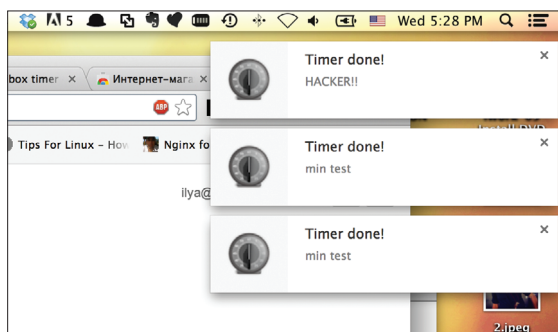 5
Wed 5:28 PM
box timer
Интернет-мага
Timer done!
HACKER!!
ABP
Tips For Linux – How
Nginx fo
Timer done!
min test
ilya@
Timer done!
min test
2.jpeg